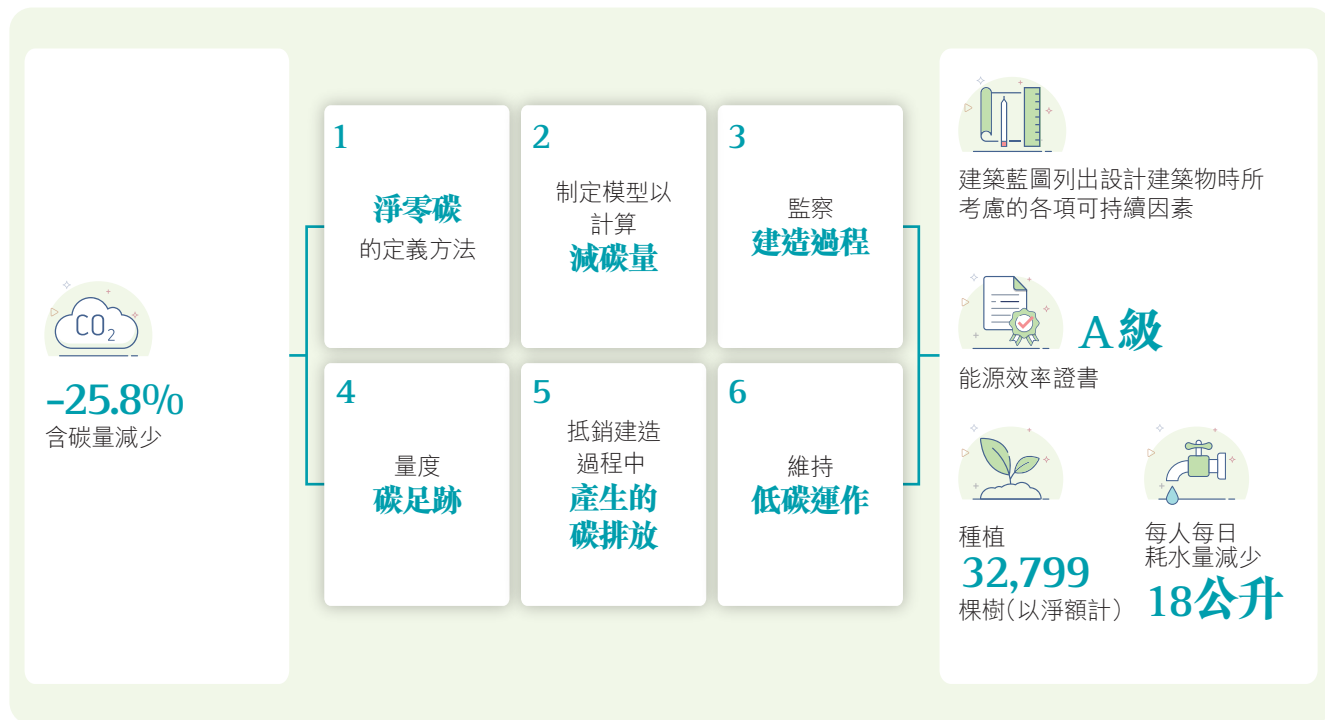 CO2
-25.8%
含碳量減少
1
淨零碳
的定義方法
2
制定模型以
計算
減碳量
3
監察
建造過程
4
量度
碳足跡
5
抵銷建造
過程中
產生的
碳排放
6
維持
低碳運作
建築藍圖列出設計建築物時所
考慮的各項可持續因素
A級
能源效率證書
種植
32,799
棵樹(以淨額計)
每人每日
耗水量減少
18公升